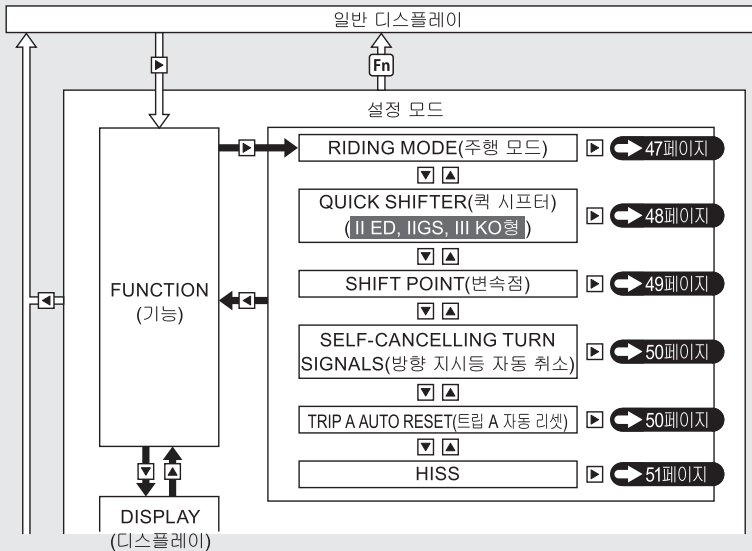 일반 디스플레이
Fn
설정 모드
RIDING MODE(주행 모드)
47페이지
QUICK SHIFTER(퀵 시프터)
(II ED, IIGS, III KO형)
48페이지
SHIFT POINT(변속점)
49페이지
SELF-CANCELLING TURN
SIGNALS(방향 지시등 자동 취소)
50페이지
TRIP A AUTO RESET(트립 A 자동 리셋)
50페이지
HISS
51페이지
FUNCTION
(기능)
DISPLAY
(디스플레이)